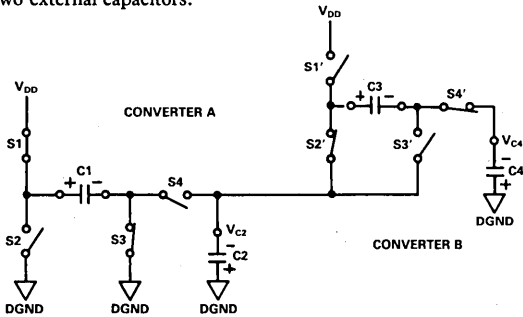 wo external capacitors.
VDD
S1'
C3
+
-
S4'
VDD
CONVERTER A
S2'
S3'
VC4
S1
C1
+
-
S4
-
C4
+
DGND
VC2
S2
S3
-
C2
+
CONVERTER B
DGND
DGND
DGND